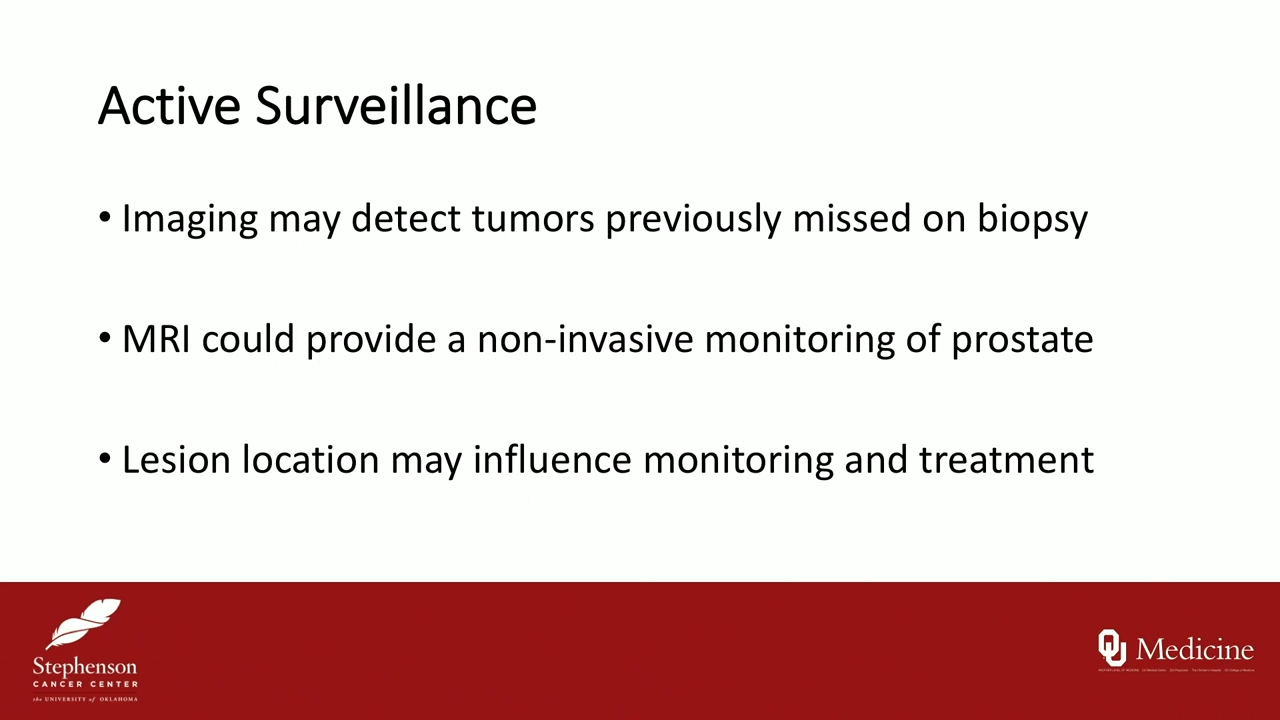 Active Surveillance
• Imaging may detect tumors previously missed on biopsy
• MRI could provide a non-invasive monitoring of prostate
• Lesion location may influence monitoring and treatment
Stephenson
CANCER CENTER
the UNIVERSITY of OKLAHOMA
OU Medicine